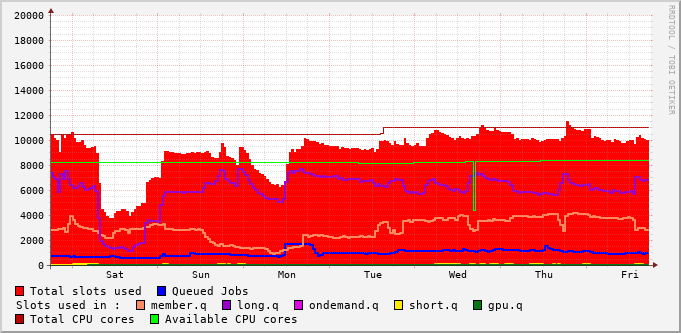 RRDTOOL / TOBI OETIKER
20000
18000
16000
14000
12000
10000
8000
6000
4000
2000
0
Sat Sun Mon Tue Wed Thu Fri
Total slots used Queued Jobs
Slots used in : member.q long.q ondemand.q short.q gpu.q
Total CPU cores Available CPU cores